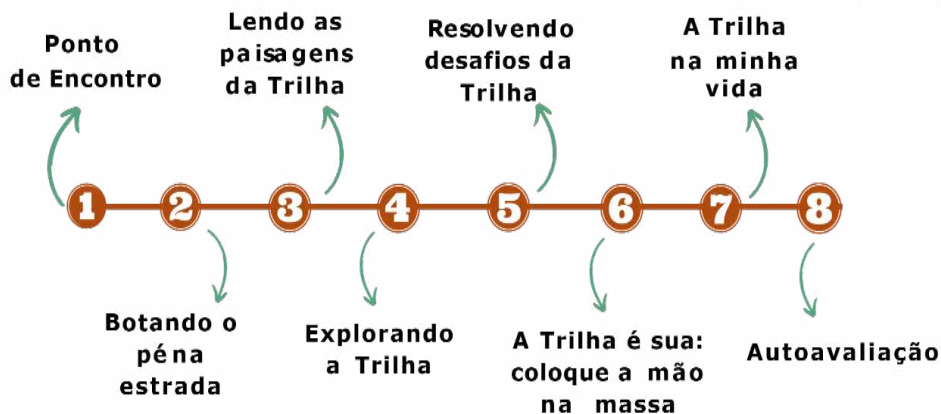 Ponto
de Encontro
Lendo as
paisagens
da Trilha
Resolvendo
desafios da
Trilha
A Trilha
na minha
vida
1
2
3
4
5
6
7
8
Botando o
pé na
estrada
Explorando
a Trilha
A Trilha é sua:
coloque a mão
na massa
Autoavaliação